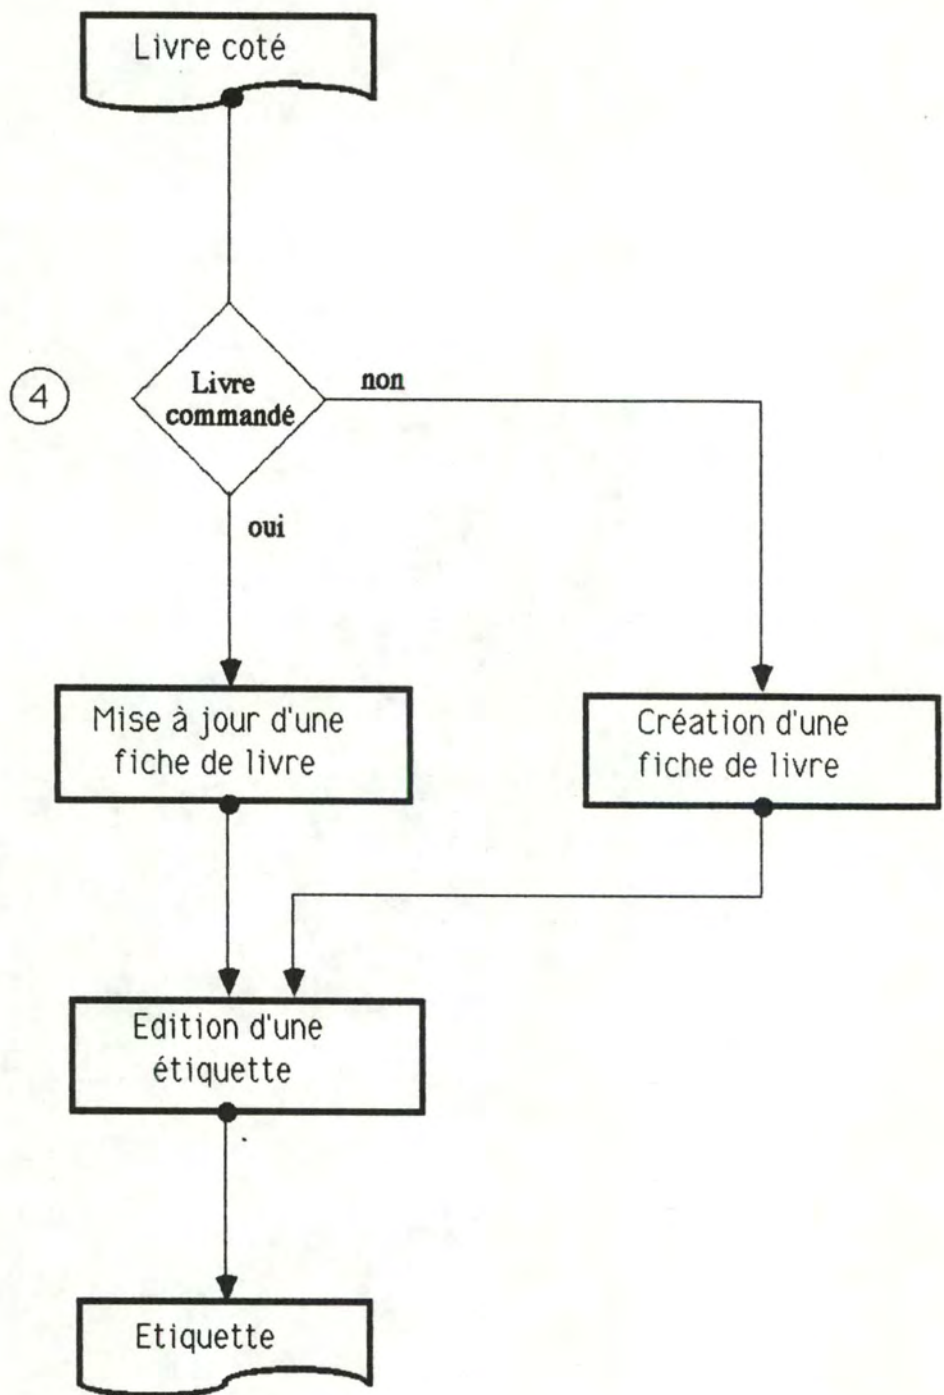 Livre coté
4
Livre
commandé
non
oui
Mise à jour d'une
fiche de livre
Création d'une
fiche de livre
Edition d'une
étiquette
Etiquette